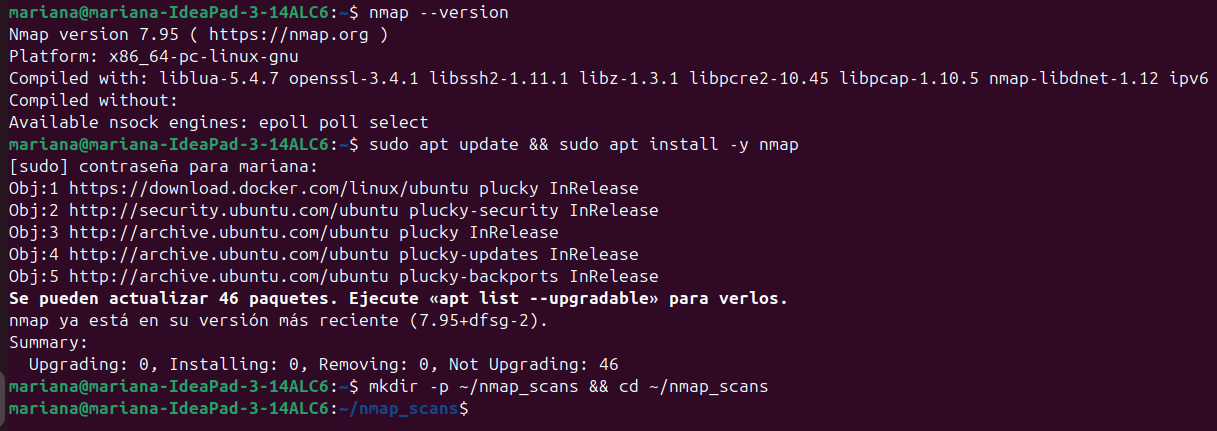 mariana@mariana-IdeaPad-3-14ALC6:~$ nmap --version
Nmap version 7.95 ( https://nmap.org )
Platform: x86_64-pc-linux-gnu
Compiled with: liblua-5.4.7 openssl-3.4.1 libssh2-1.11.1 libz-1.3.1 libpcre2-10.45 libpcap-1.10.5 nmap-libdnet-1.12 ipv6
Compiled without:
Available nsock engines: epoll poll select
mariana@mariana-IdeaPad-3-14ALC6:~$ sudo apt update && sudo apt install -y nmap
[sudo] contraseña para mariana:
Obj:1 https://download.docker.com/linux/ubuntu plucky InRelease
Obj:2 http://security.ubuntu.com/ubuntu plucky-security InRelease
Obj:3 http://archive.ubuntu.com/ubuntu plucky InRelease
Obj:4 http://archive.ubuntu.com/ubuntu plucky-updates InRelease
Obj:5 http://archive.ubuntu.com/ubuntu plucky-backports InRelease
Se pueden actualizar 46 paquetes. Ejecute «apt list --upgradable» para verlos.
nmap ya está en su versión más reciente (7.95+dfsg-2).
Summary:
  Upgrading: 0, Installing: 0, Removing: 0, Not Upgrading: 46
mariana@mariana-IdeaPad-3-14ALC6:~$ mkdir -p ~/nmap_scans && cd ~/nmap_scans
mariana@mariana-IdeaPad-3-14ALC6:~/nmap_scans$